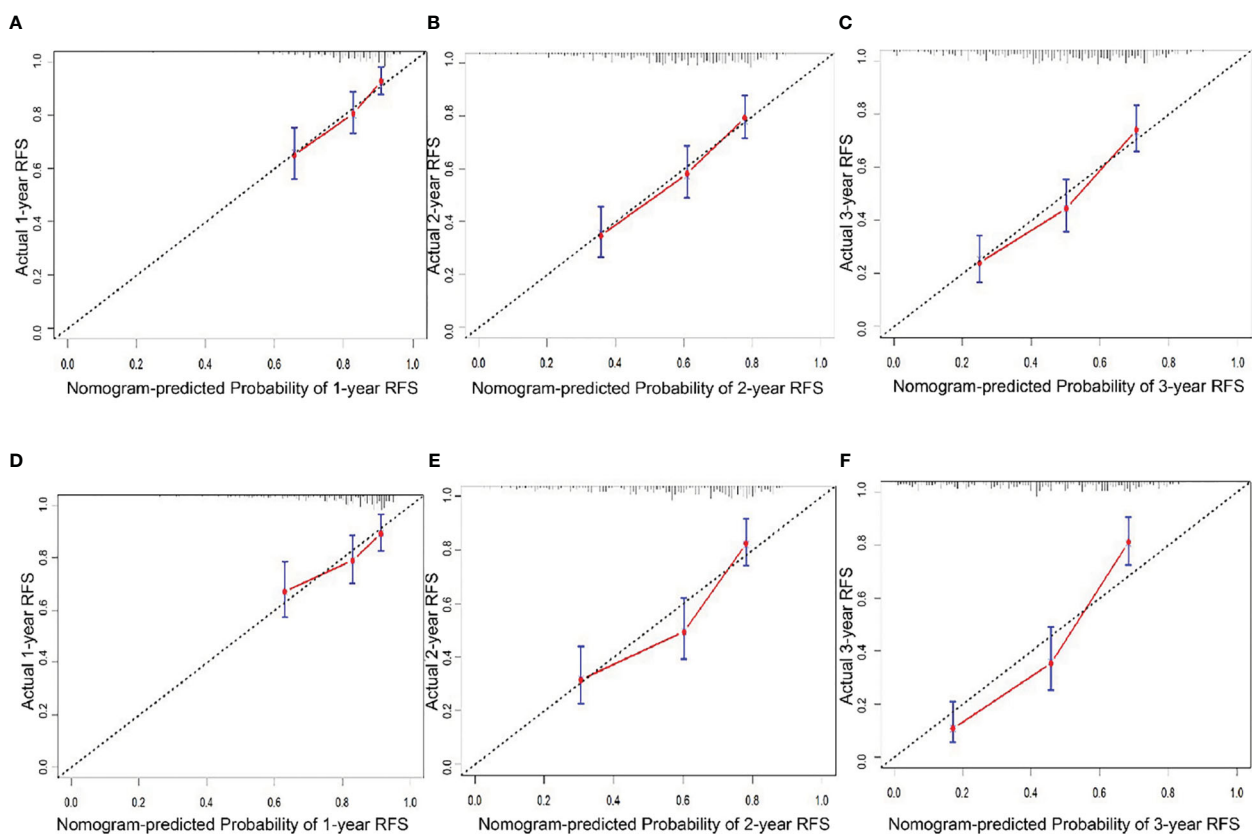 A
B
C
Actual 1-year RFS
0.0 0.2 0.4 0.6 0.8 1.0
0.0 0.2 0.4 0.6 0.8 1.0
Nomogram-predicted Probability of 1-year RFS
Actual 2-year RFS
0.0 0.2 0.4 0.6 0.8 1.0
0.0 0.2 0.4 0.6 0.8 1.0
Nomogram-predicted Probability of 2-year RFS
Actual 3-year RFS
0.0 0.2 0.4 0.6 0.8 1.0
0.0 0.2 0.4 0.6 0.8 1.0
Nomogram-predicted Probability of 3-year RFS
D
E
F
Actual 1-year RFS
0.0 0.2 0.4 0.6 0.8 1.0
0.0 0.2 0.4 0.6 0.8 1.0
Nomogram-predicted Probability of 1-year RFS
Actual 2-year RFS
0.0 0.2 0.4 0.6 0.8 1.0
0.0 0.2 0.4 0.6 0.8 1.0
Nomogram-predicted Probability of 2-year RFS
Actual 3-year RFS
0.0 0.2 0.4 0.6 0.8 1.0
0.0 0.2 0.4 0.6 0.8 1.0
Nomogram-predicted Probability of 3-year RFS